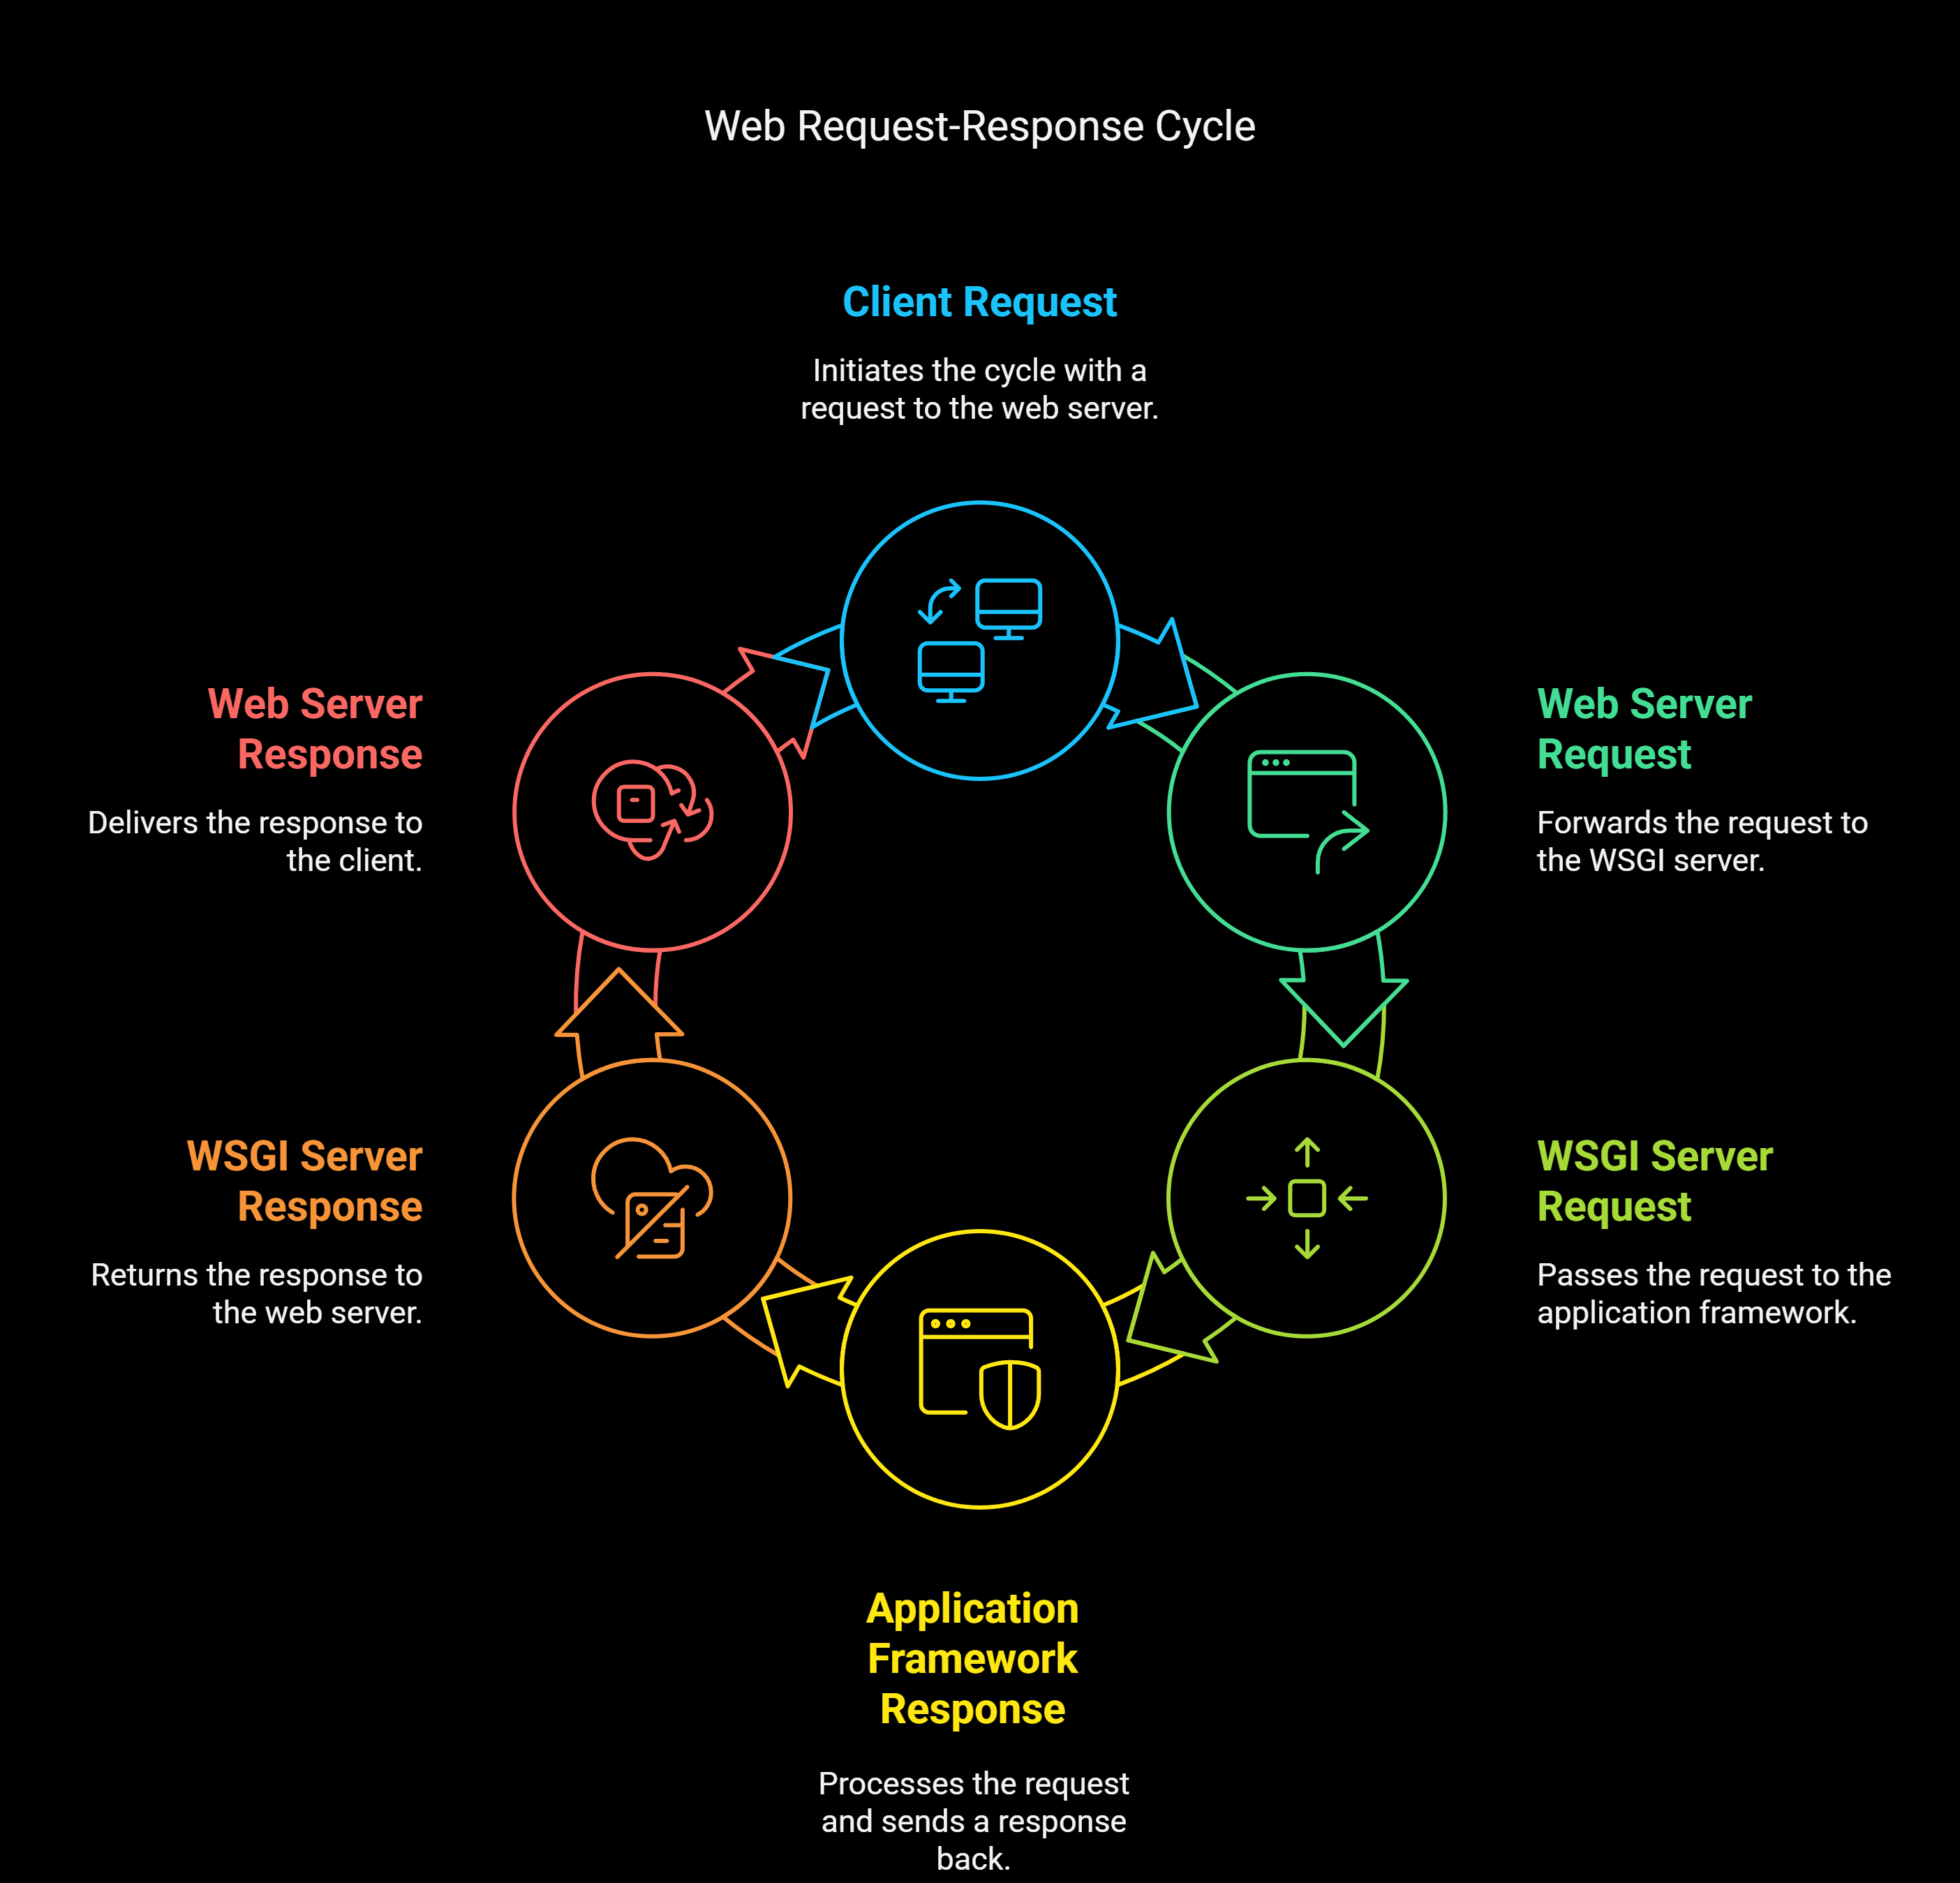 Web Request-Response Cycle
Client Request
Initiates the cycle with a
request to the web server.
Web Server
Request
Forwards the request to
the WSGI server.
WSGI Server
Request
Passes the request to the
application framework.
Application
Framework
Response
Processes the request
and sends a response
back.
WSGI Server
Response
Returns the response to
the web server.
Web Server
Response
Delivers the response to
the client.